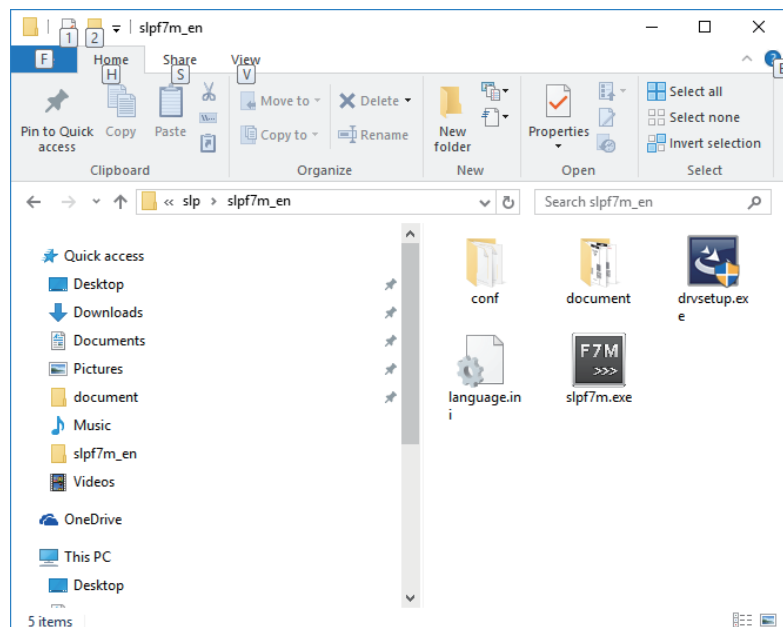 1 2 slpf7m_en
F Home Share View
H S V E
Pin to Quick access
Copy
Paste
Clipboard
Move to
Copy to
Delete
Rename
Organize
New folder
New
Properties
Open
Select all
Select none
Invert selection
Select
« slp > slpf7m_en
Search slpf7m_en
Quick access
Desktop
Downloads
Documents
Pictures
document
Music
slpf7m_en
Videos
OneDrive
This PC
Desktop
conf
document
drvsetup.ex
e
language.in
i
F7M
>>>
slpf7m.exe
5 items